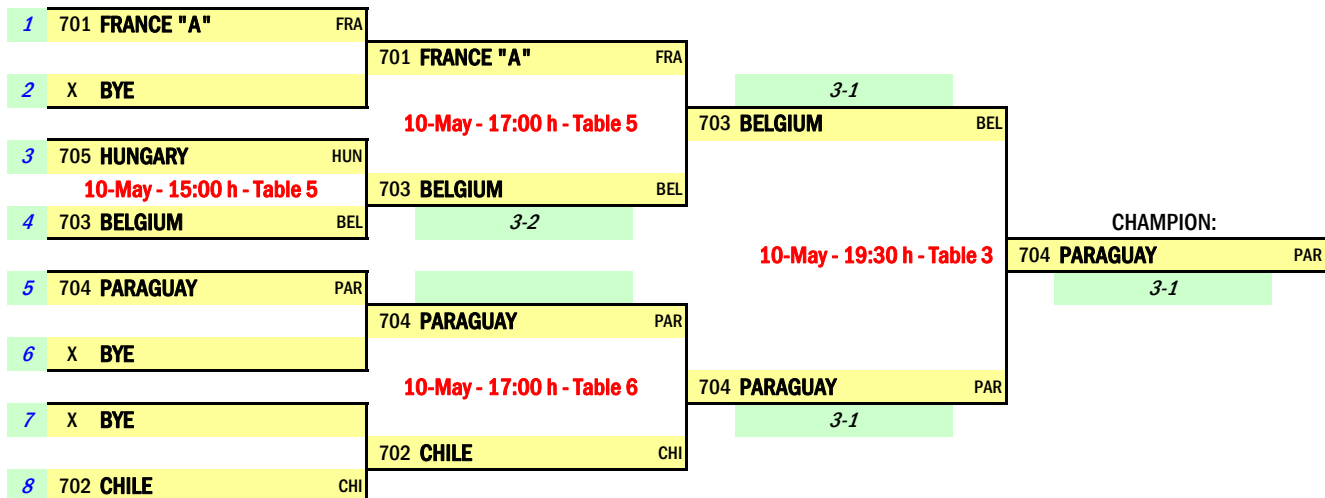 1 701 FRANCE "A" FRA
701 FRANCE "A" FRA
2 X BYE
3-1
10-May - 17:00 h - Table 5
703 BELGIUM BEL
3 705 HUNGARY HUN
10-May - 15:00 h - Table 5
703 BELGIUM BEL
4 703 BELGIUM BEL
3-2
CHAMPION:
10-May - 19:30 h - Table 3
704 PARAGUAY PAR
5 704 PARAGUAY PAR
3-1
704 PARAGUAY PAR
6 X BYE
10-May - 17:00 h - Table 6
704 PARAGUAY PAR
7 X BYE
3-1
702 CHILE CHI
8 702 CHILE CHI